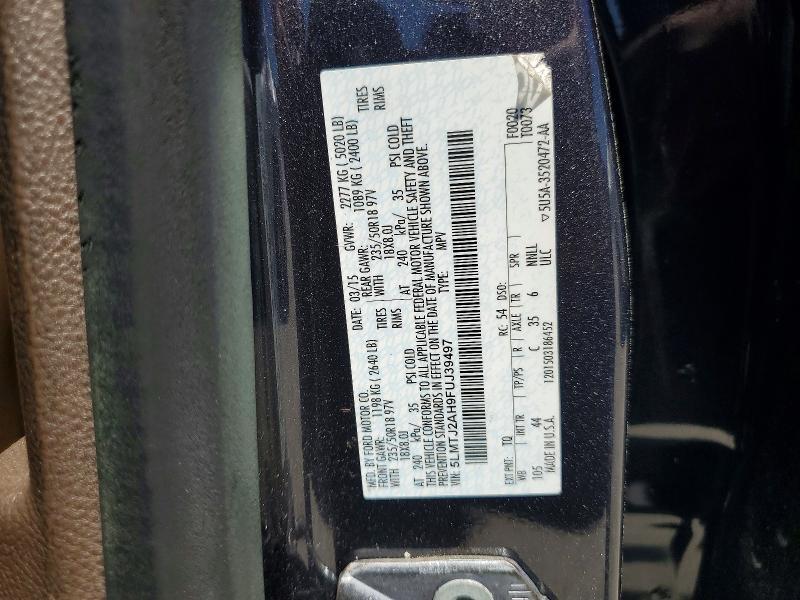 MFD. BY FORD MOTOR CO.
DATE: 03/15 GVWR: 2277 KG ( 5020 LB)
FRONT GAWR: 1198 KG (2640 LB) REAR GAWR: 1089 KG ( 2400 LB)
WITH 235/50R18 97V TIRES WITH 235/50R18 97V TIRES
18X8.0J RIMS 18X8.0J RIMS
AT 240 kPa/ 35 PSI COLD AT 240 kPa/ 35 PSI COLD
THIS VEHICLE CONFORMS TO ALL APPLICABLE FEDERAL MOTOR VEHICLE SAFETY AND THEFT
PREVENTION STANDARDS IN EFFECT ON THE DATE OF MANUFACTURE SHOWN ABOVE.
VIN: 5LMTJ2AH9FUJ39497 TYPE: MPV
F0020
T0073
EXT PNT: TQ RC: 54 DSO:
WB INT TR TP/PS R AXLE TR SPR
105 44 C 35 6 NNLL
ULC
MADE IN U.S.A. 1201503186452
▽5U5A-3520472-AA